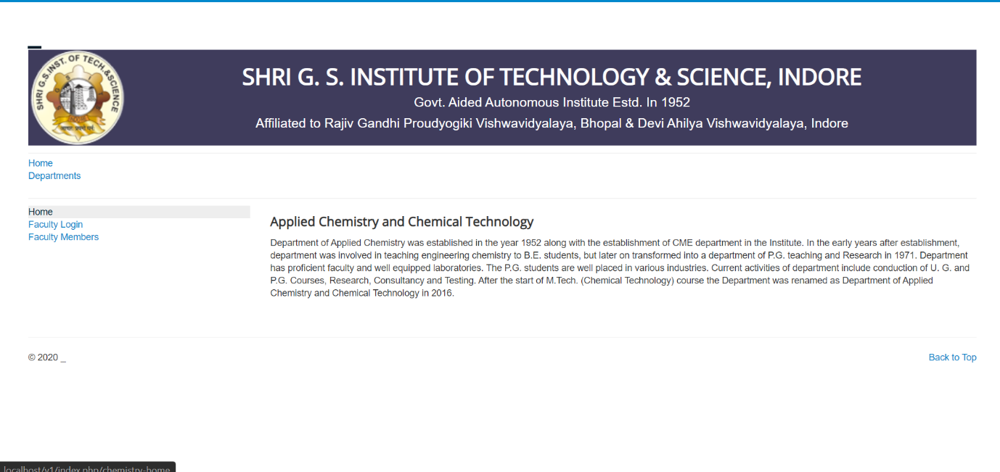 SHRI G.S.INST. OF TECH.&SCIENCE
SHRI G. S. INSTITUTE OF TECHNOLOGY & SCIENCE, INDORE
Govt. Aided Autonomous Institute Estd. In 1952
Affiliated to Rajiv Gandhi Proudyogiki Vishwavidyalaya, Bhopal & Devi Ahilya Vishwavidyalaya, Indore
Home
Departments
Home
Faculty Login
Faculty Members
Applied Chemistry and Chemical Technology
Department of Applied Chemistry was established in the year 1952 along with the establishment of CME department in the Institute. In the early years after establishment,
department was involved in teaching engineering chemistry to B.E. students, but later on transformed into a department of P.G. teaching and Research in 1971. Department
has proficient faculty and well equipped laboratories. The P.G. students are well placed in various industries. Current activities of department include conduction of U. G. and
P.G. Courses, Research, Consultancy and Testing. After the start of M.Tech. (Chemical Technology) course the Department was renamed as Department of Applied
Chemistry and Chemical Technology in 2016.
© 2020 _
Back to Top
localhost/v1/index.php/chemistry-home